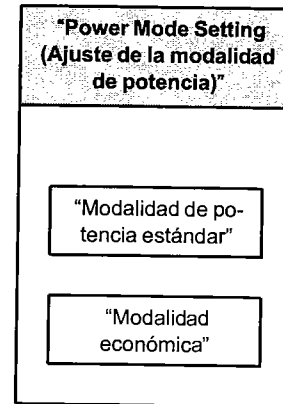 “Power Mode Setting
(Ajuste de la modalidad
de potencia)”
“Modalidad de po-
tencia estándar”
“Modalidad
económica”